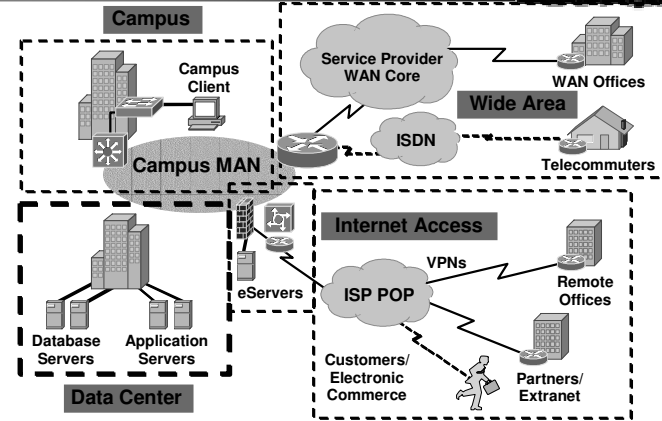 Campus
Campus
Client
Campus MAN
Service Provider
WAN Core
WAN Offices
Wide Area
ISDN
Telecommuters
Internet Access
eServers
VPNs
ISP POP
Remote
Offices
Database
Servers
Application
Servers
Data Center
Customers/
Electronic
Commerce
Partners/
Extranet